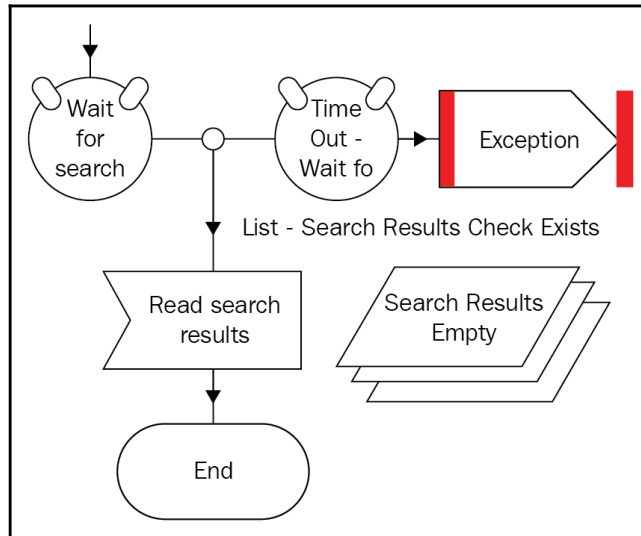 Wait
for
search
Time
Out -
Wait fo
Exception
List - Search Results Check Exists
Read search
results
Search Results
Empty
End